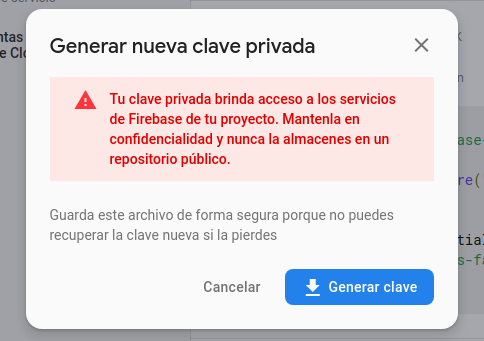 e servicio
Generar nueva clave privada
Tu clave privada brinda acceso a los servicios
de Firebase de tu proyecto. Mantenla en
confidencialidad y nunca la almacenes en un
repositorio público.
Guarda este archivo de forma segura porque no puedes
recuperar la clave nueva si la pierdes
Cancelar
Generar clave